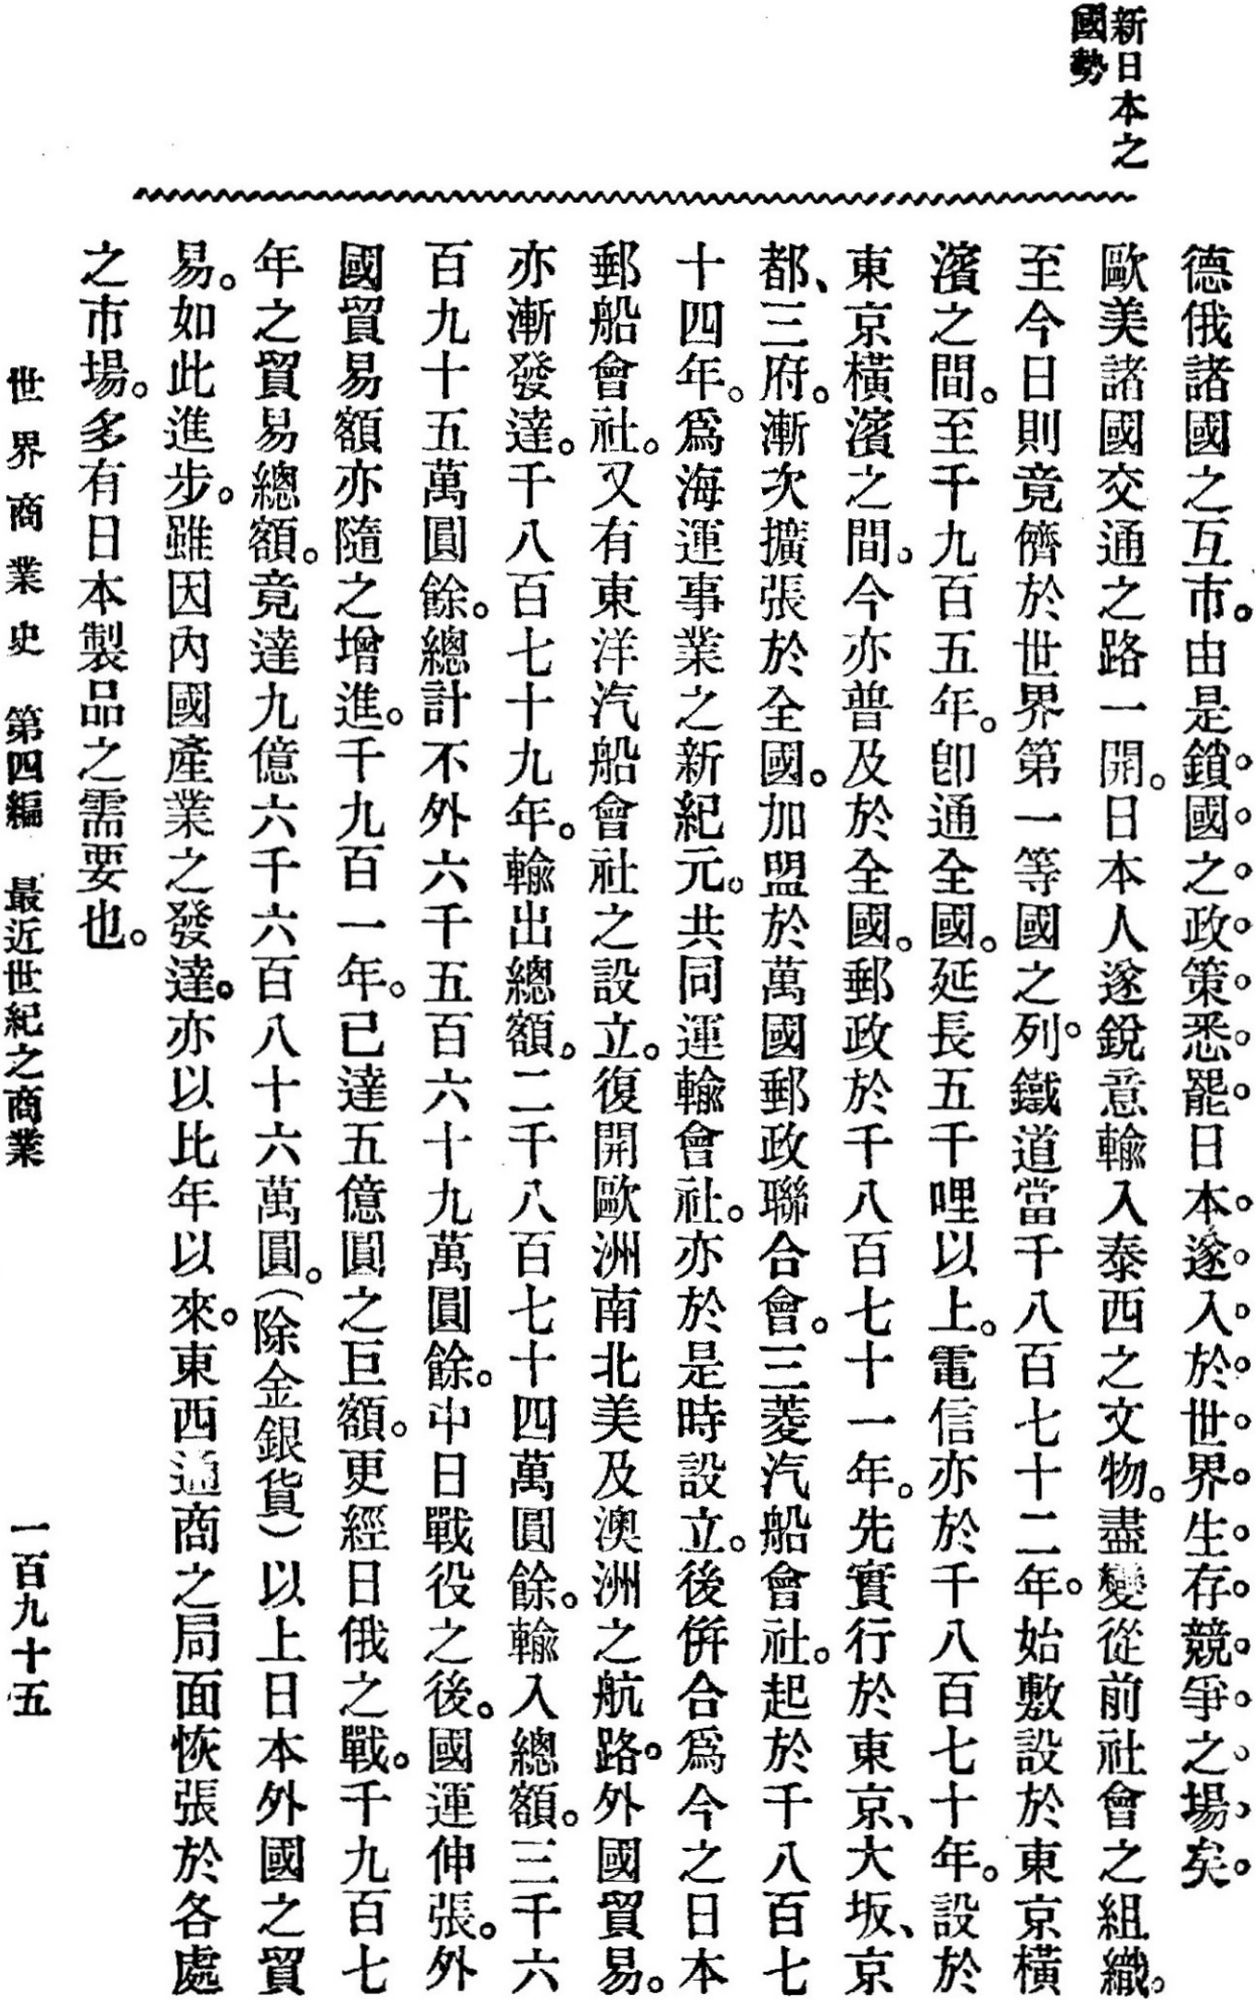 新日本之
國勢
德俄諸國之互市。由是鎖國之政策悉罷日本遂入於世界生存競爭之場矣
歐美諸國交通之路一開。日本人遂銳意輸入泰西之文物。盡變從前社會之組織。
至今日則竟儕於世界第一等國之列。鐵道當千八百七十二年。始敷設於東京橫
濱之間。至千九百五年。卽通全國。延長五千哩以上。電信亦於千八百七十年。設於
東京橫濱之間。今亦普及於全國。郵政於千八百七十一年。先實行於東京、大坂、京
都、三府。漸次擴張於全國。加盟於萬國郵政聯合會。三菱汽船會社。起於千八百七
十四年。爲海運事業之新紀元。共同運輸會社。亦於是時設立。後倂合爲今之日本
郵船會社。又有東洋汽船會社之設立。復開歐洲南北美及澳洲之航路。外國貿易。
亦漸發達。千八百七十九年。輸出總額。二千八百七十四萬圓餘。輸入總額。三千六
百九十五萬圓餘。總計不外六千五百六十九萬圓餘。中日戰役之後。國運伸張。外
國貿易額亦隨之增進。千九百一年。已達五億圓之巨額。更經日俄之戰。千九百七
年之貿易總額。竟達九億六千六百八十六萬圓。（除金銀貨）以上日本外國之貿
易。如此進步。雖因內國產業之發達。亦以比年以來。東西通商之局面恢張於各處
之市場。多有日本製品之需要也。
世界商業史　第四編　最近世紀之商業　一百九十五